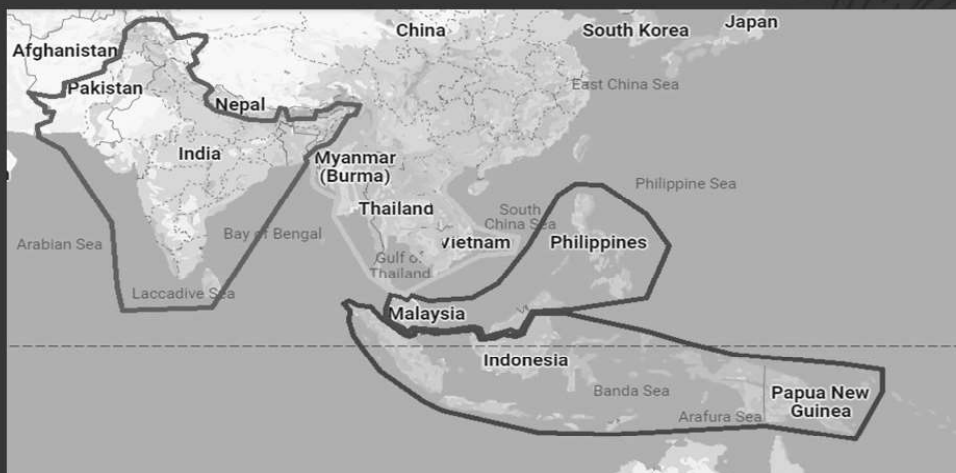 China
South Korea
Japan
Afghanistan
Pakistan
East China Sea
Nepal
India
Myanmar
(Burma)
Philippine Sea
Thailand
South
China Sea
Arabian Sea
Bay of Bengal
Vietnam
Philippines
Gulf of
Thailand
Laccadive Sea
Malaysia
Indonesia
Banda Sea
Papua New
Guinea
Arafura Sea